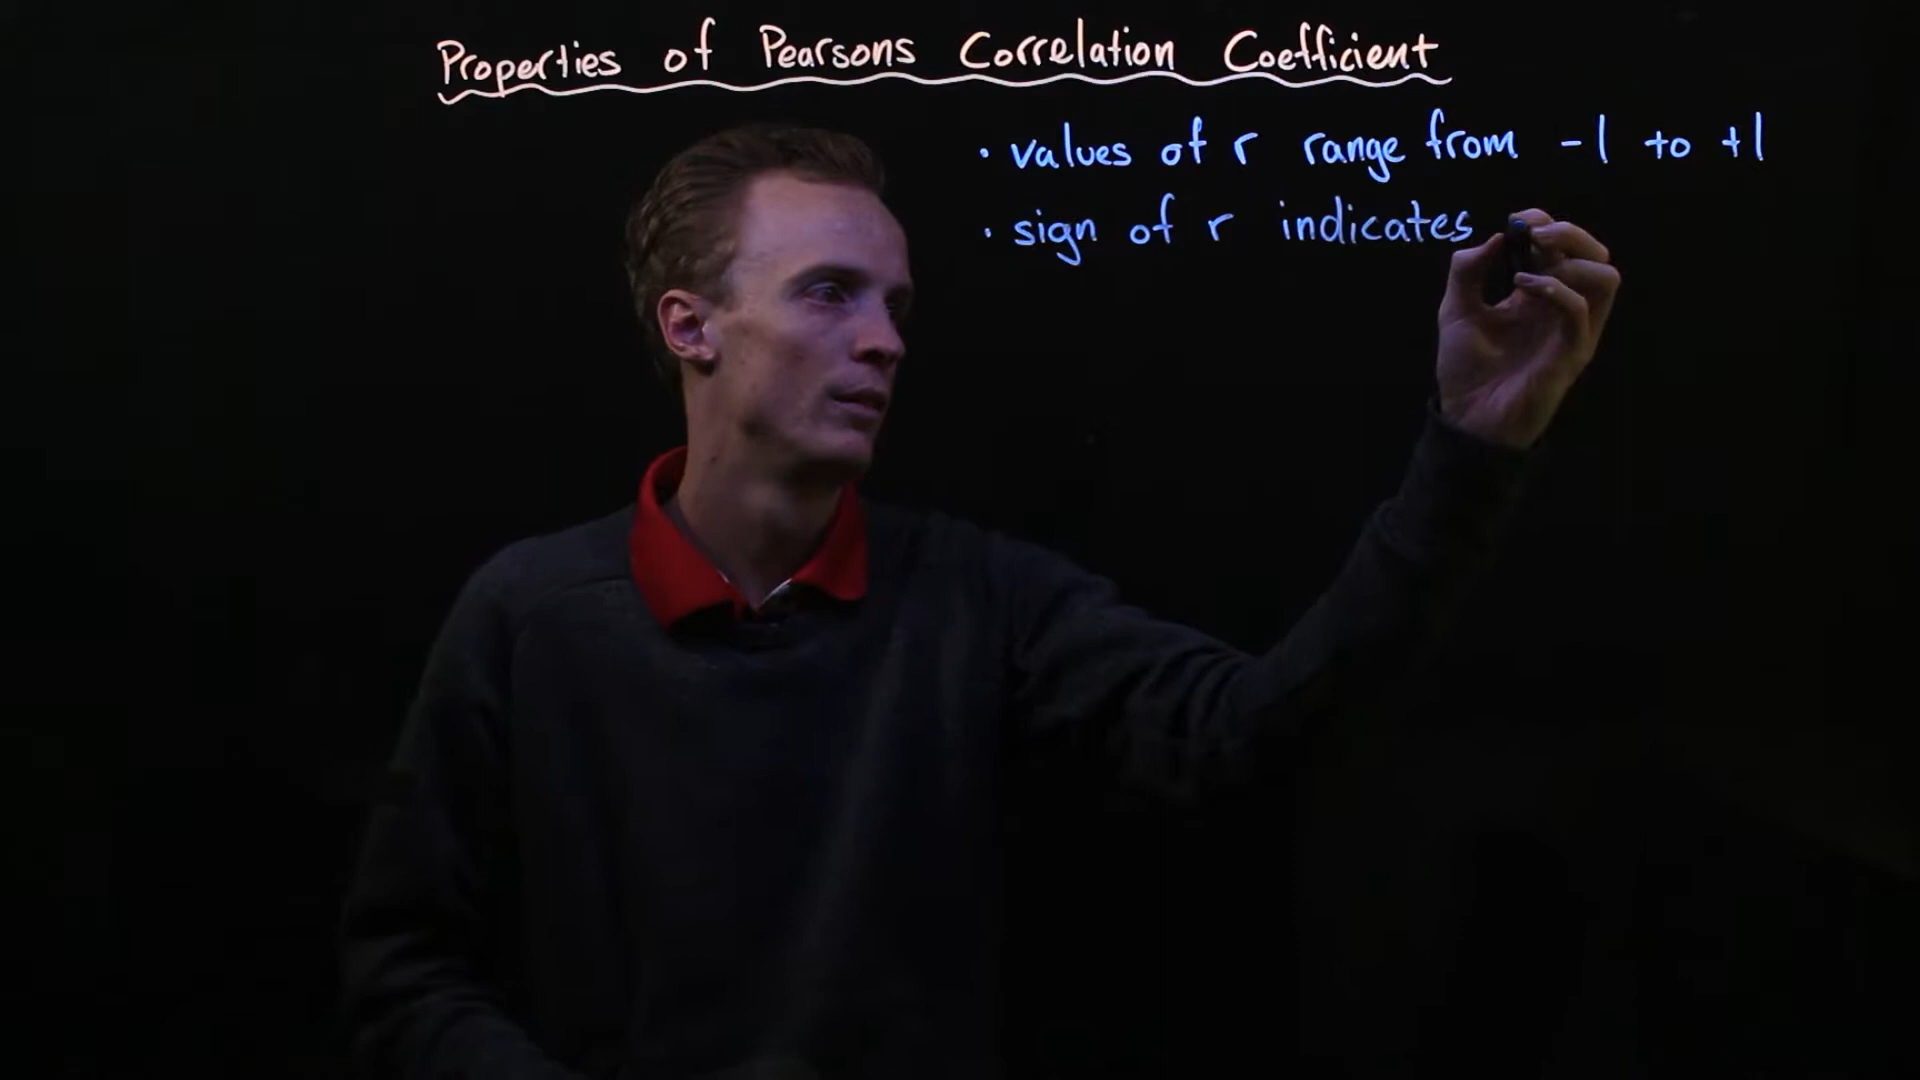 Properties of Pearsons Correlation Coefficient
• values of r range from -1 to +1
• sign of r indicates